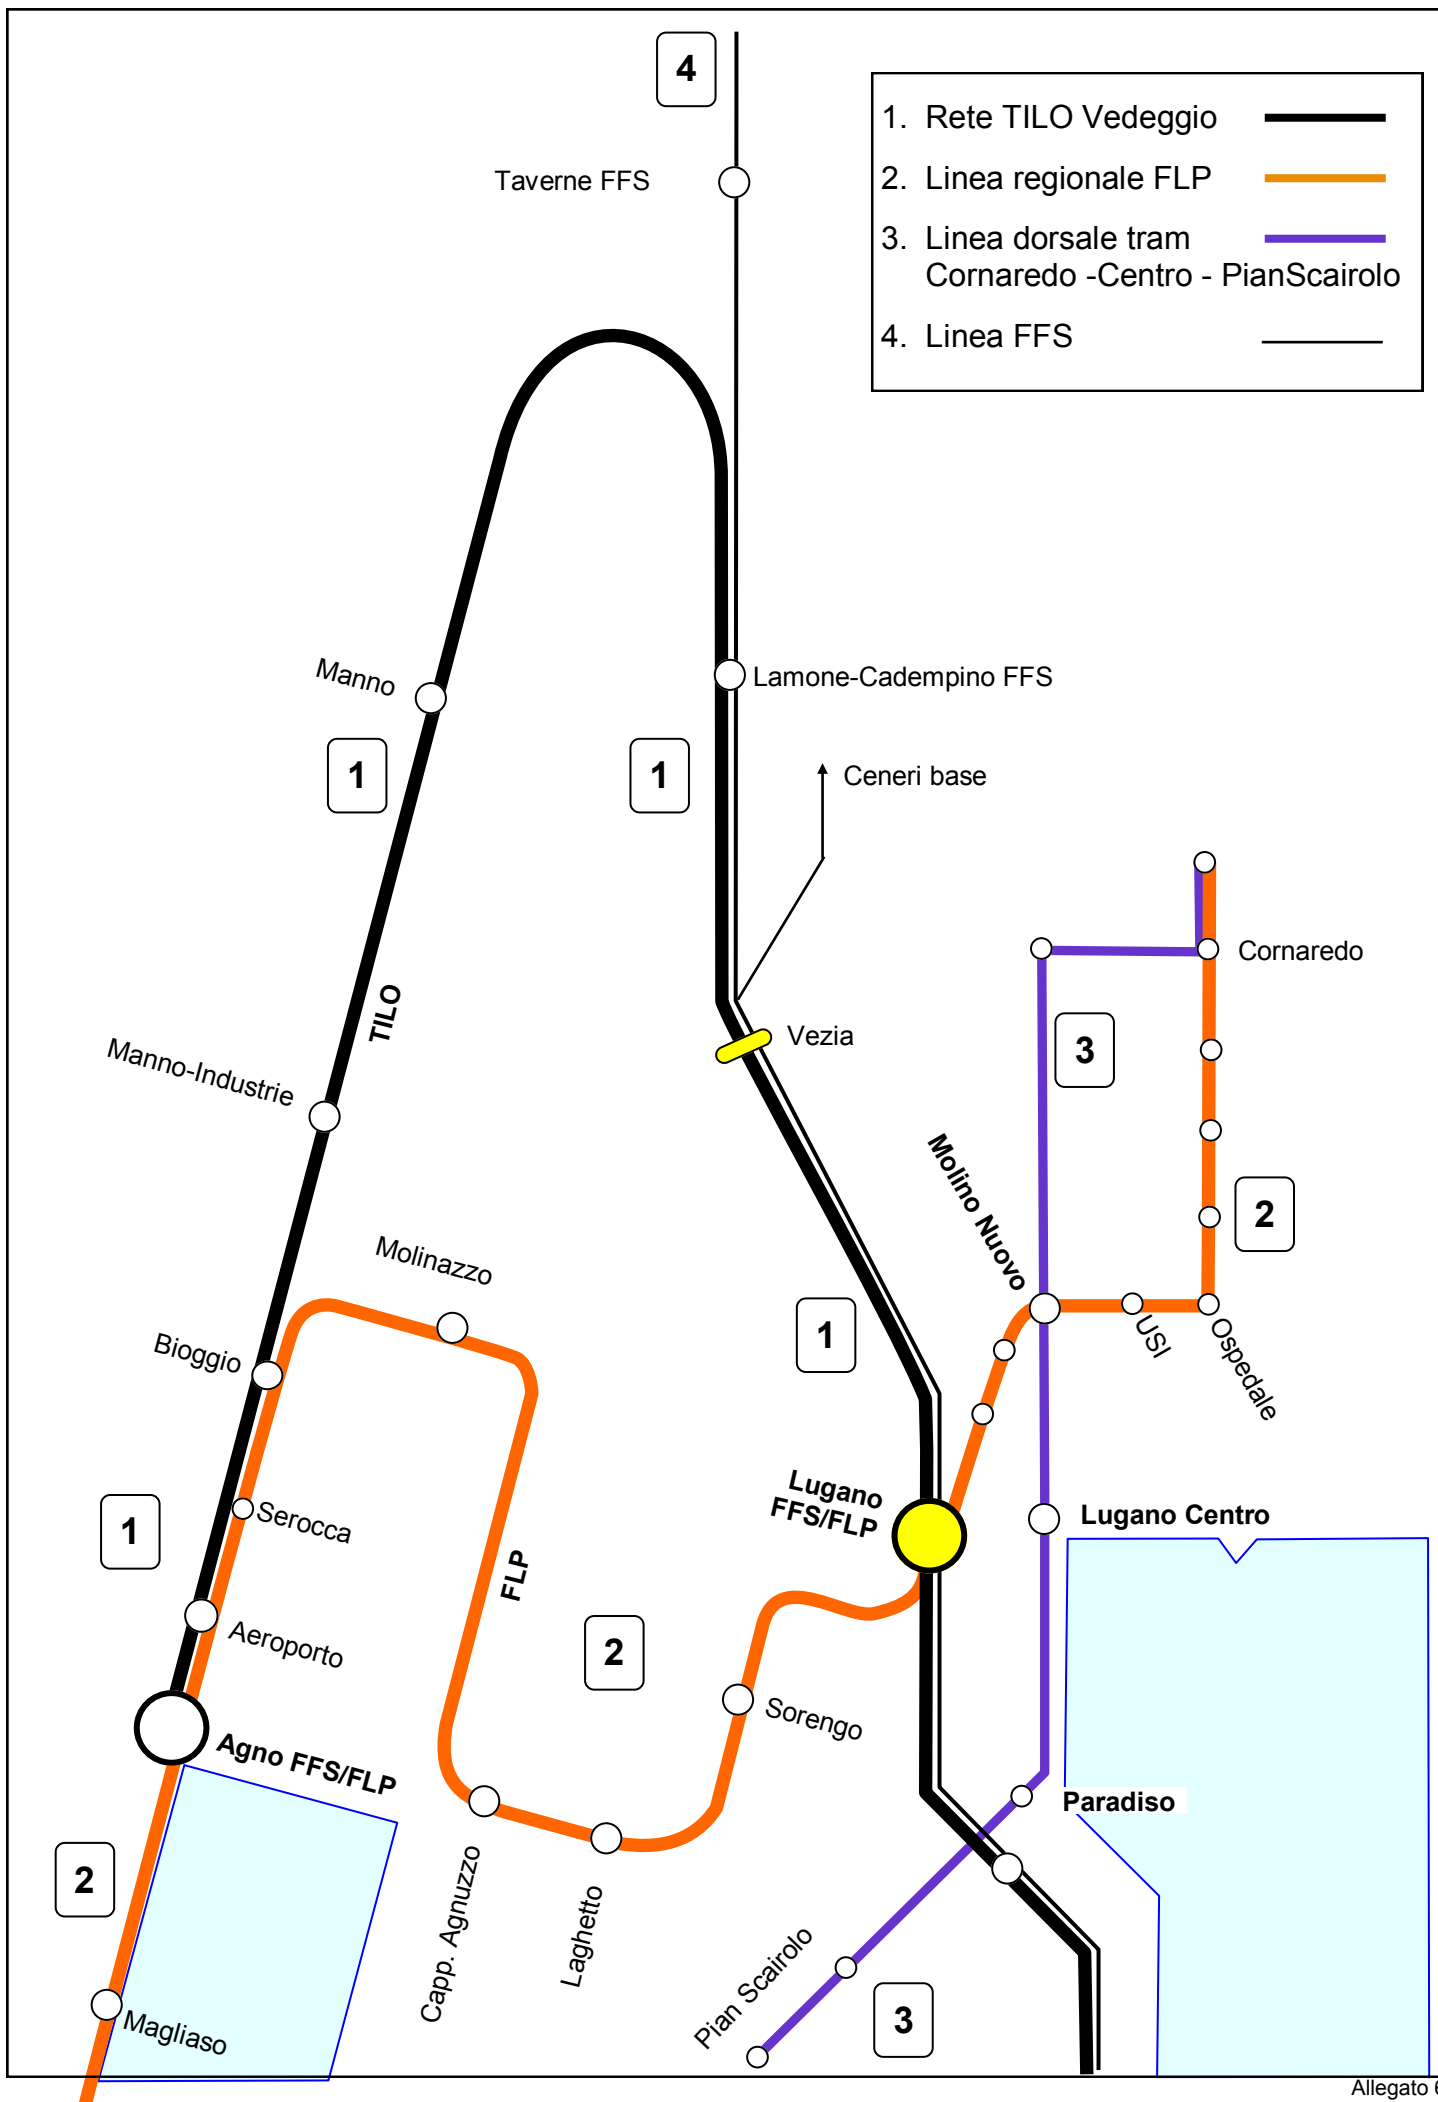 4
1. Rete TILO Vedeggio
2. Linea regionale FLP
3. Linea dorsale tram
Cornaredo -Centro - PianScairolo
4. Linea FFS
Taverne FFS
Manno
Lamone-Cadempino FFS
1
1
Ceneri base
Cornaredo
TILO
Vezia
3
Manno-Industrie
Molino Nuovo
2
Molinazzo
1
Bioggio
USI
Ospedale
Lugano
FFS/FLP
Lugano Centro
1
Serocca
FLP
Aeroporto
2
Sorengo
Agno FFS/FLP
Paradiso
2
Capp. Agnuzzo
Laghetto
Pian Scairolo
3
Magliaso
Allegato 6